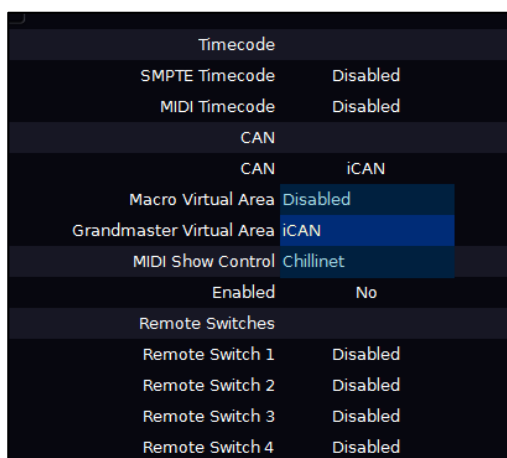 Timecode
SMPTE Timecode Disabled
MIDI Timecode Disabled
CAN
CAN iCAN
Macro Virtual Area Disabled
Grandmaster Virtual Area iCAN
MIDI Show Control Chillinet
Enabled No
Remote Switches
Remote Switch 1 Disabled
Remote Switch 2 Disabled
Remote Switch 3 Disabled
Remote Switch 4 Disabled